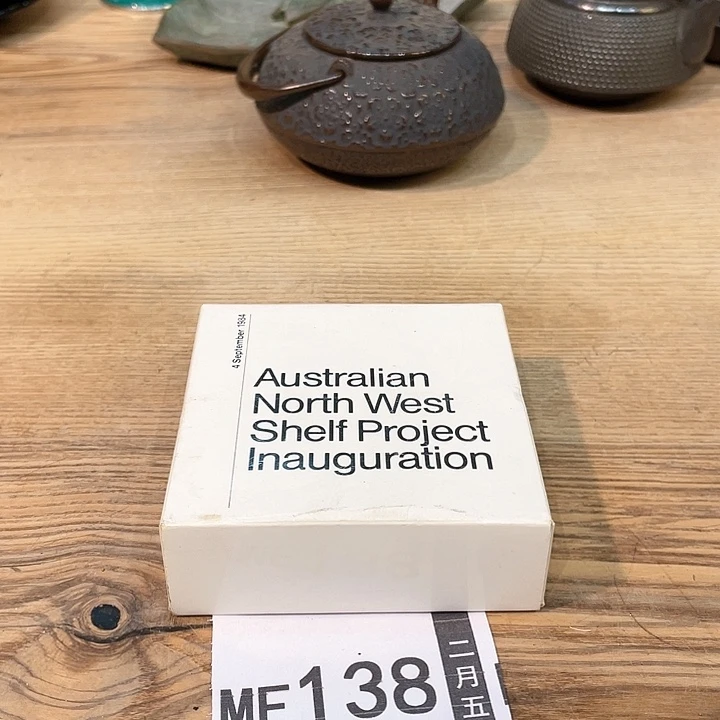 4 September 1984
Australian
North West
Shelf Project
Inauguration
MF138
二月五